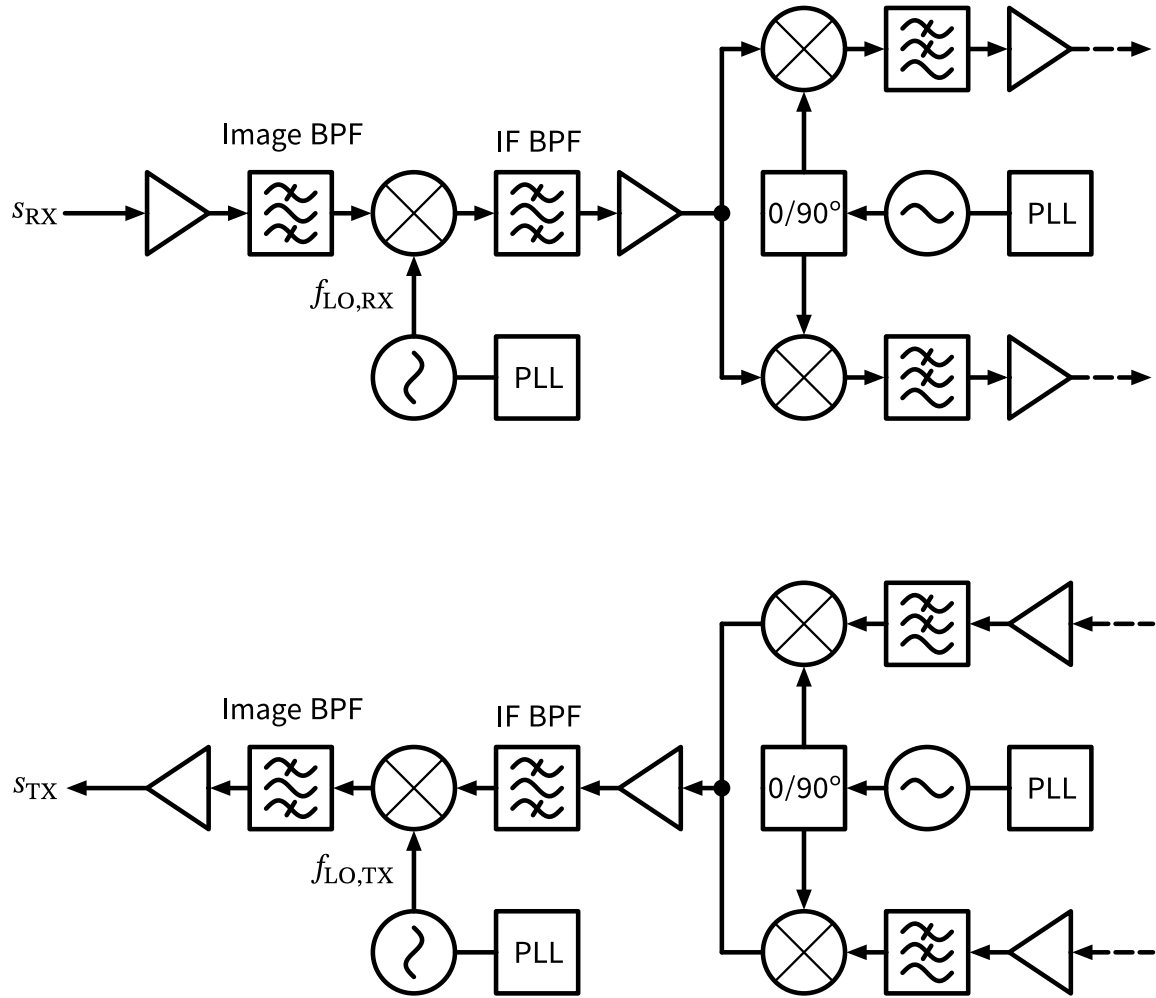 Image BPF
IF BPF
sRX
0/90°
PLL
fLO,RX
PLL
Image BPF
IF BPF
sTX
0/90°
PLL
fLO,TX
PLL